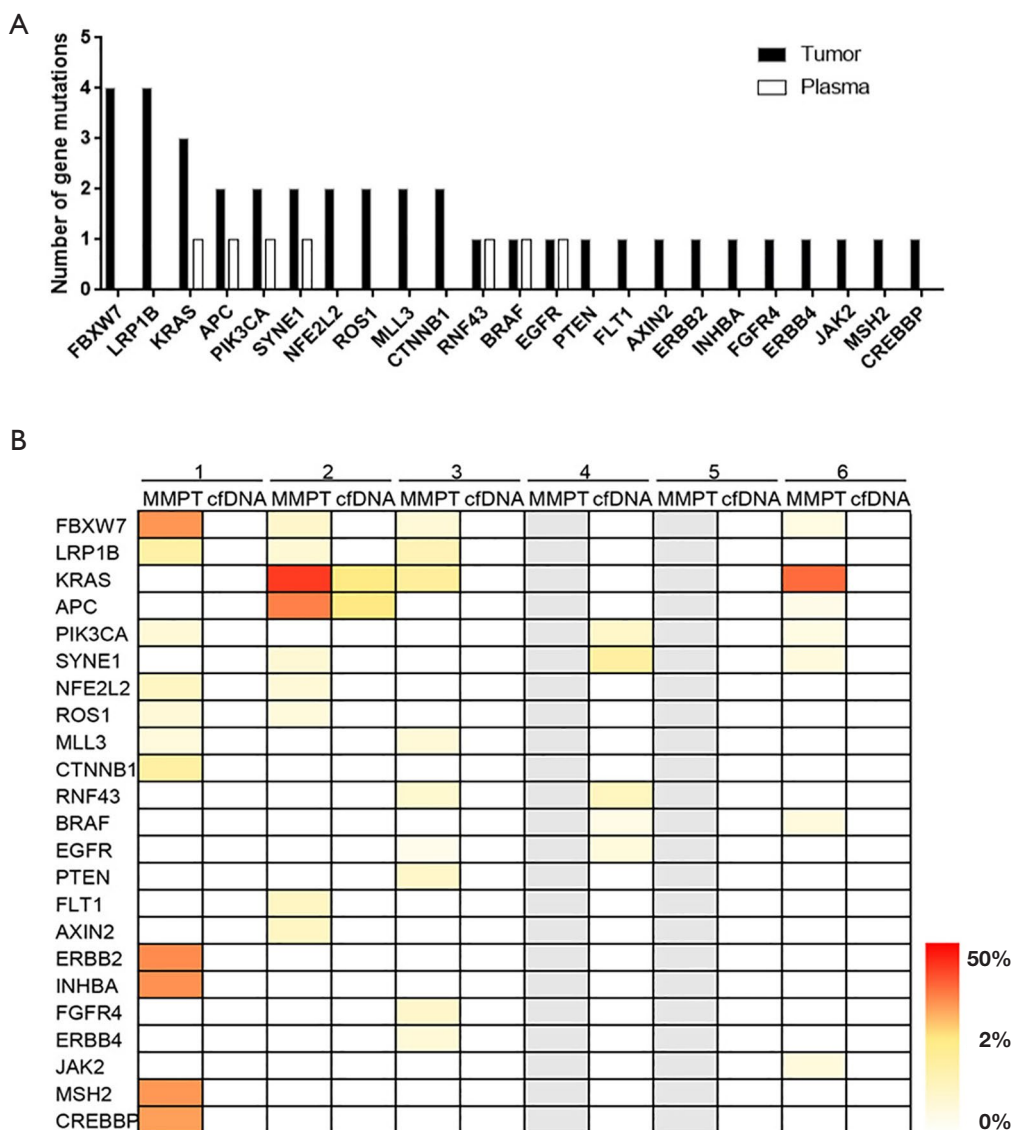 A
Number of gene mutations
5
4
3
2
1
0
Tumor
Plasma
FBXW7
LRP1B
KRAS
APC
PIK3CA
SYNE1
NFE2L2
ROS1
MLL3
CTNNB1
RNF43
BRAF
EGFR
PTEN
FLT1
AXIN2
ERBB2
INHBA
FGFR4
ERBB4
JAK2
MSH2
CREBBP
B
1 2 3 4 5 6
MMPT cfDNA MMPT cfDNA MMPT cfDNA MMPT cfDNA MMPT cfDNA MMPT cfDNA
FBXW7
LRP1B
KRAS
APC
PIK3CA
SYNE1
NFE2L2
ROS1
MLL3
CTNNB1
RNF43
BRAF
EGFR
PTEN
FLT1
AXIN2
ERBB2
INHBA
FGFR4
ERBB4
JAK2
MSH2
CREBBP
50%
2%
0%